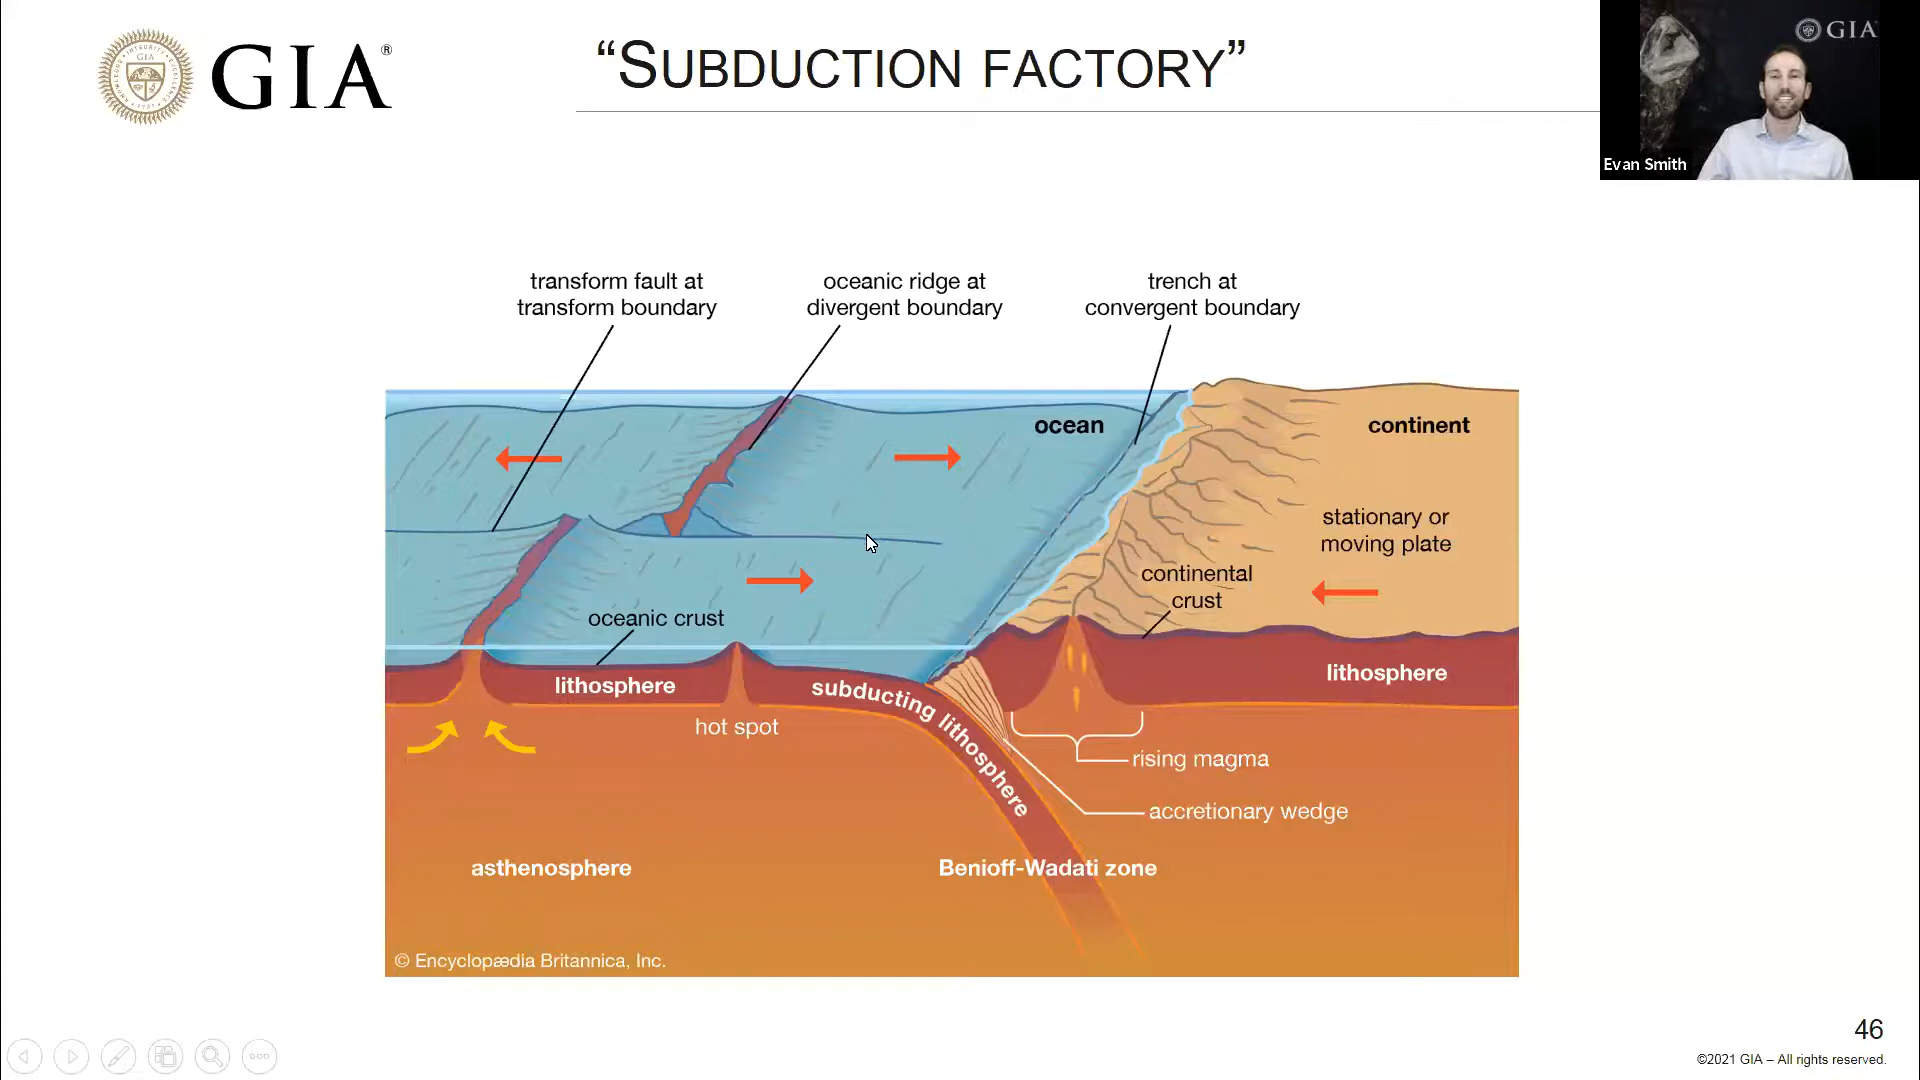 GIA®
“SUBDUCTION FACTORY”
GIA
Evan Smith
transform fault at
transform boundary
oceanic ridge at
divergent boundary
trench at
convergent boundary
ocean
continent
stationary or
moving plate
continental
crust
oceanic crust
lithosphere
subducting lithosphere
lithosphere
hot spot
rising magma
accretionary wedge
asthenosphere
Benioff-Wadati zone
© Encyclopædia Britannica, Inc.
46
©2021 GIA – All rights reserved.